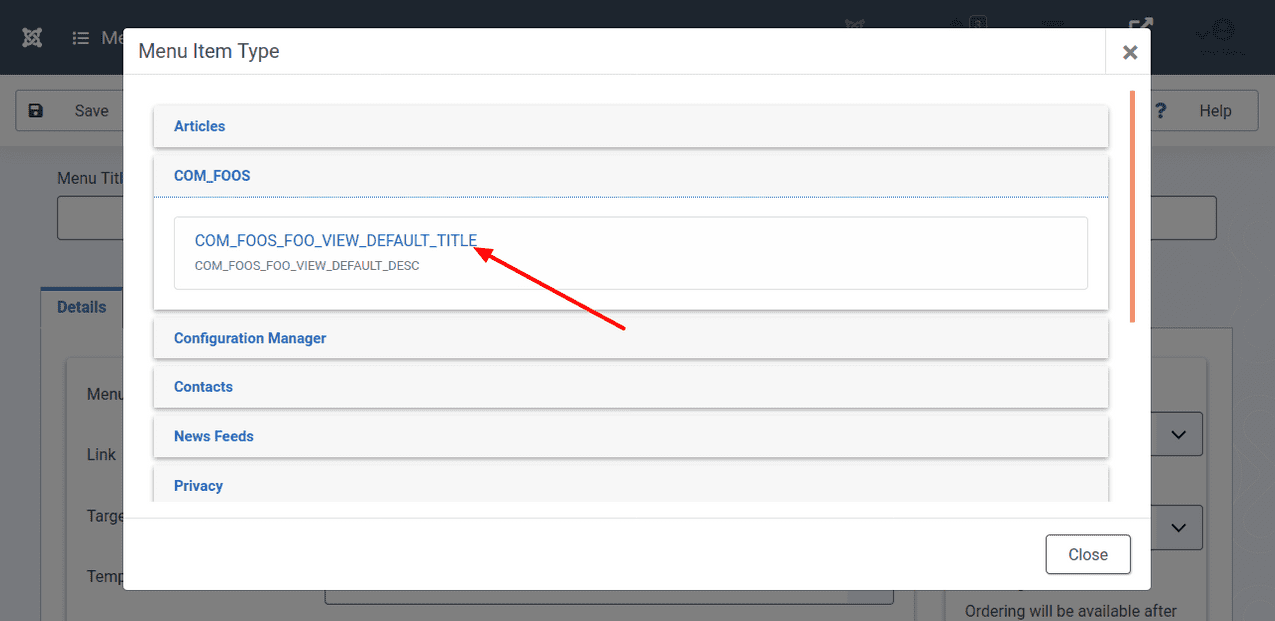 Me
3
Menu Item Type
×
Save
? Help
Menu Titl
Articles
COM_FOOS
COM_FOOS_FOO_VIEW_DEFAULT_TITLE
COM_FOOS_FOO_VIEW_DEFAULT_DESC
Details
Configuration Manager
Contacts
Menu
News Feeds
Link
Privacy
Targe
Close
Temp
Ordering will be available after